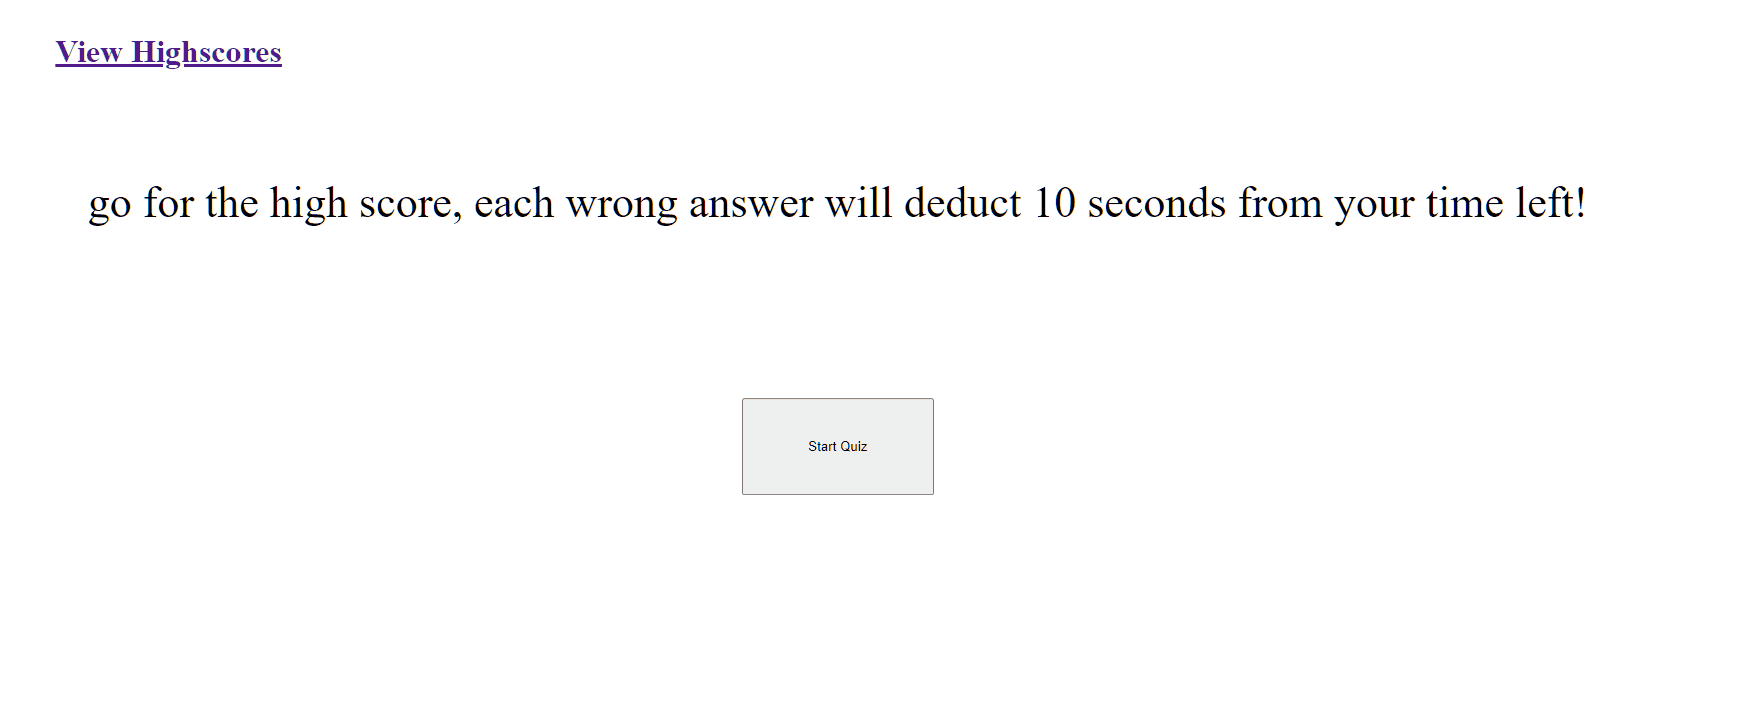 View Highscores
go for the high score, each wrong answer will deduct 10 seconds from your time left!
Start Quiz